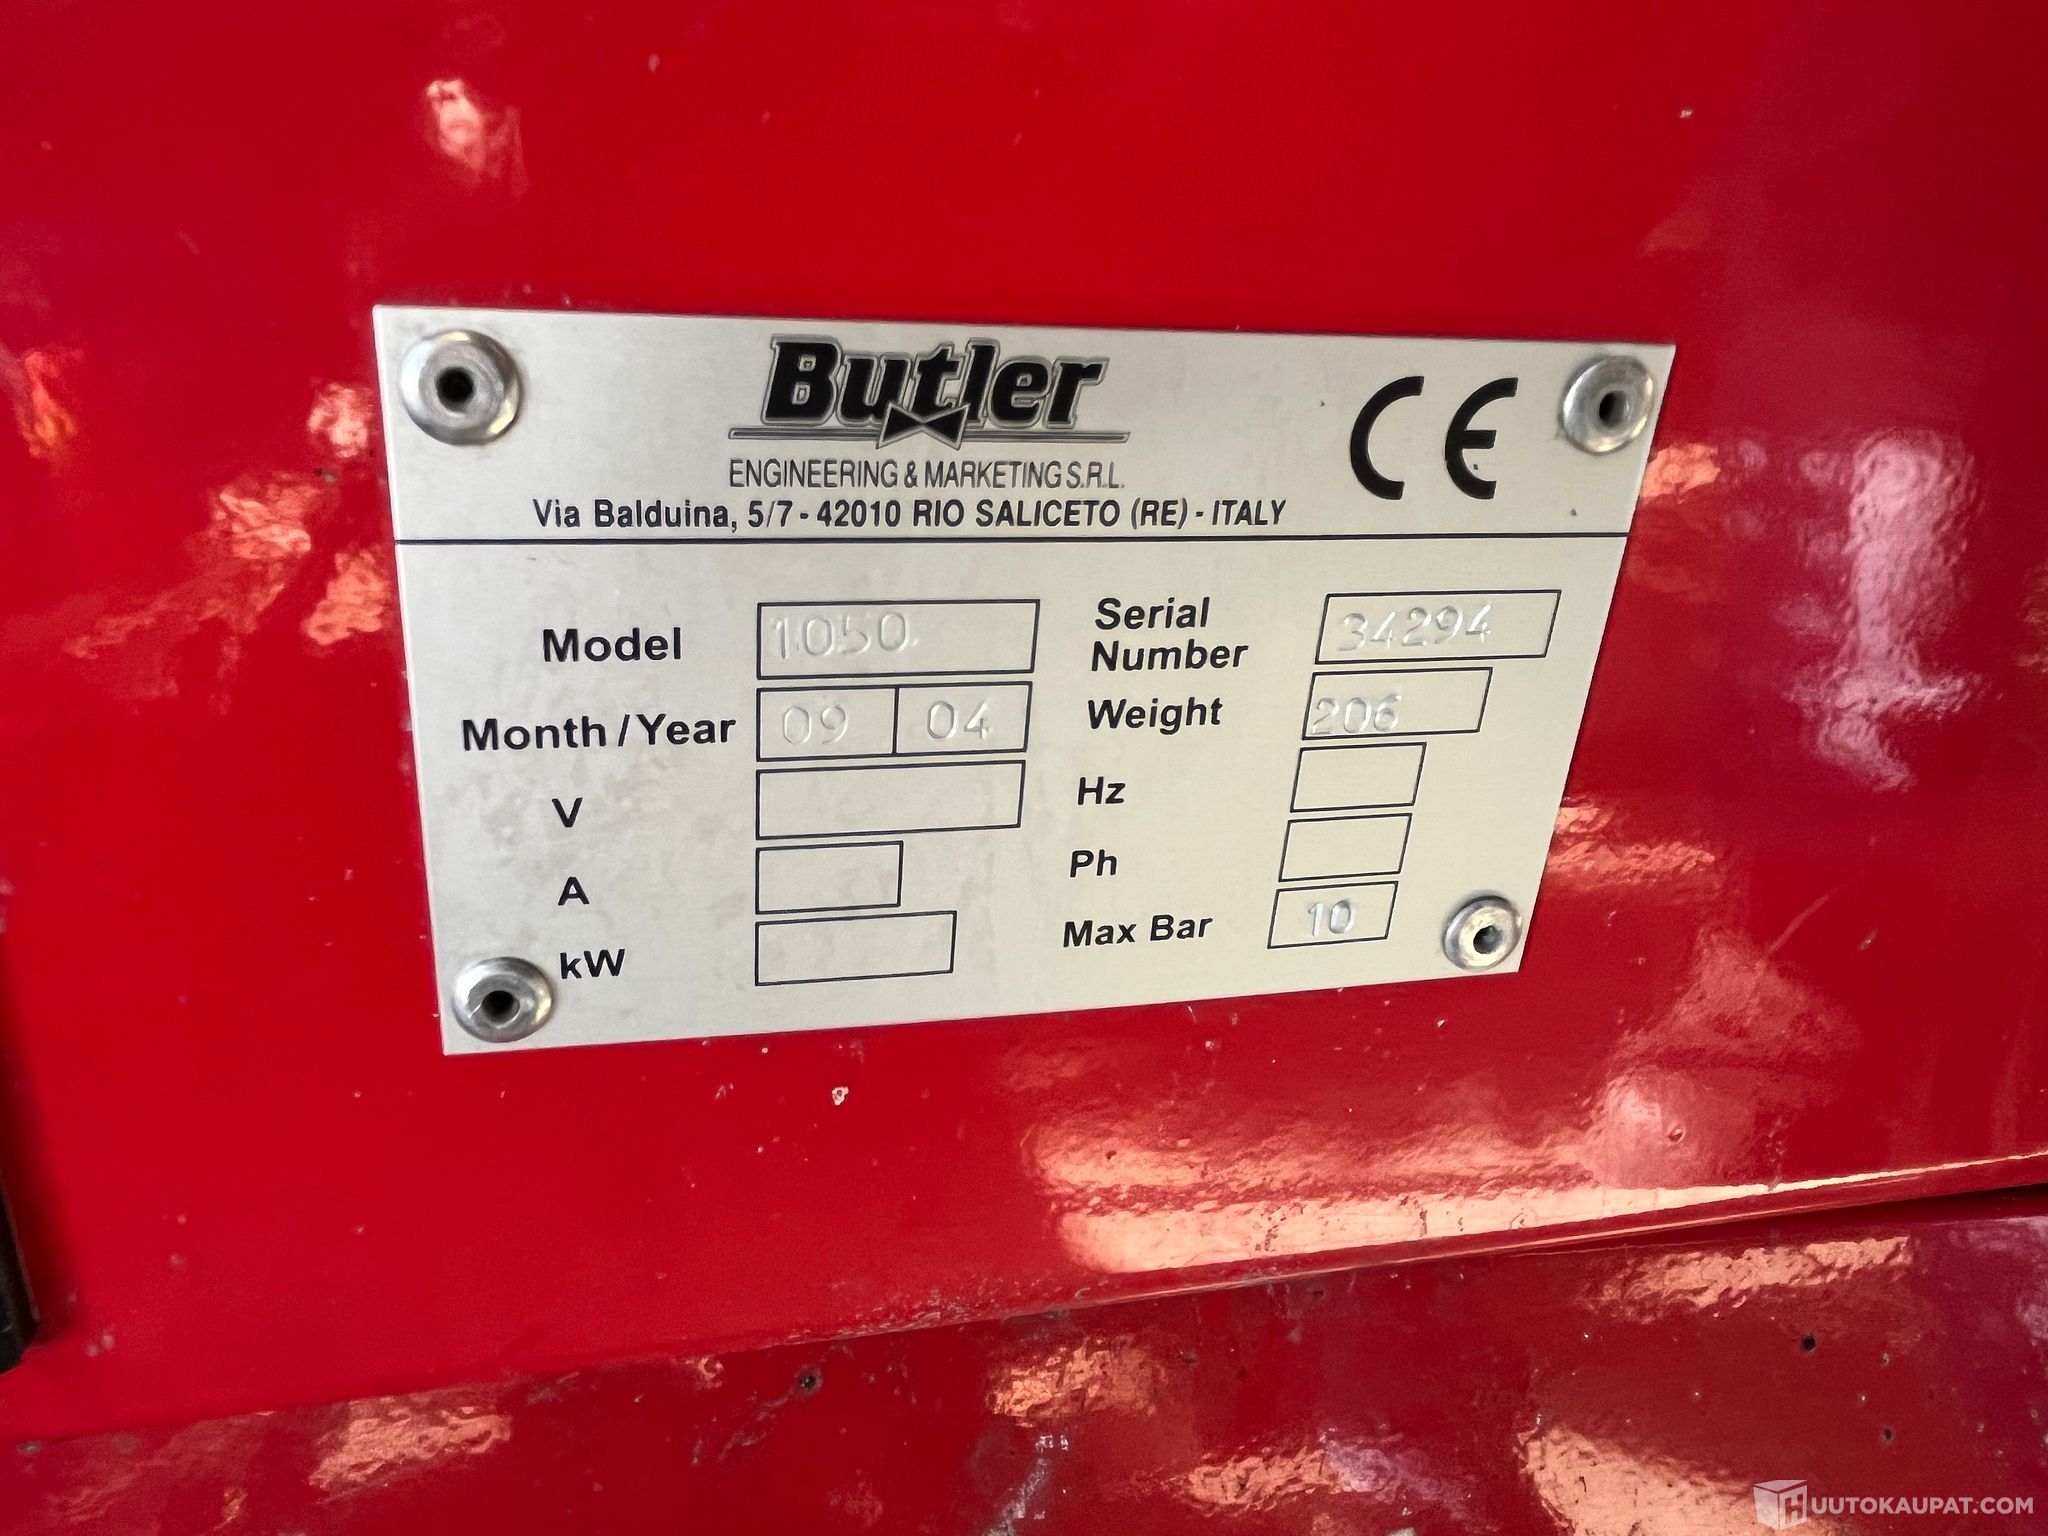 Butler
CE
ENGINEERING & MARKETING S.R.L.
Via Balduina, 5/7 - 42010 RIO SALICETO (RE) - ITALY
Model 1050 Serial Number 34294
Month / Year 09 04 Weight 206
V Hz
A Ph
kW Max Bar 10
HUUTOKAUPAT.COM